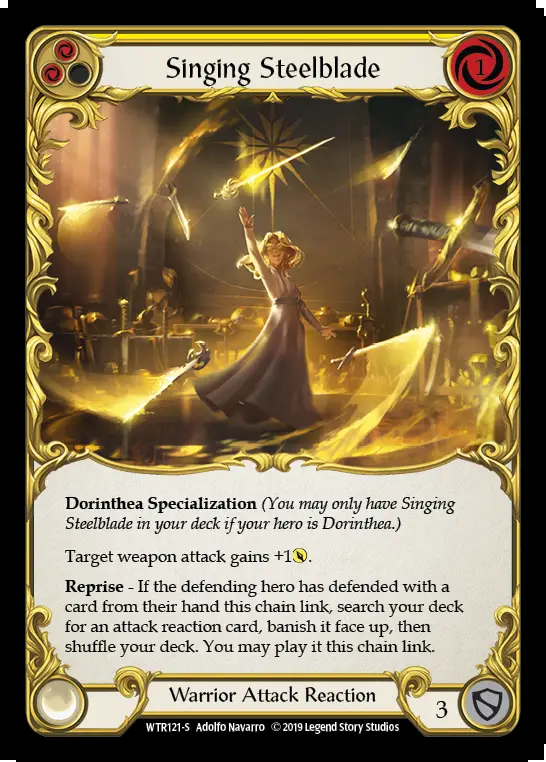 Singing Steelblade
1
Dorinthea Specialization (You may only have Singing
Steelblade in your deck if your hero is Dorinthea.)
Target weapon attack gains +1.
Reprise - If the defending hero has defended with a
card from their hand this chain link, search your deck
for an attack reaction card, banish it face up, then
shuffle your deck. You may play it this chain link.
Warrior Attack Reaction
3
WTR121-S Adolfo Navarro © 2019 Legend Story Studios